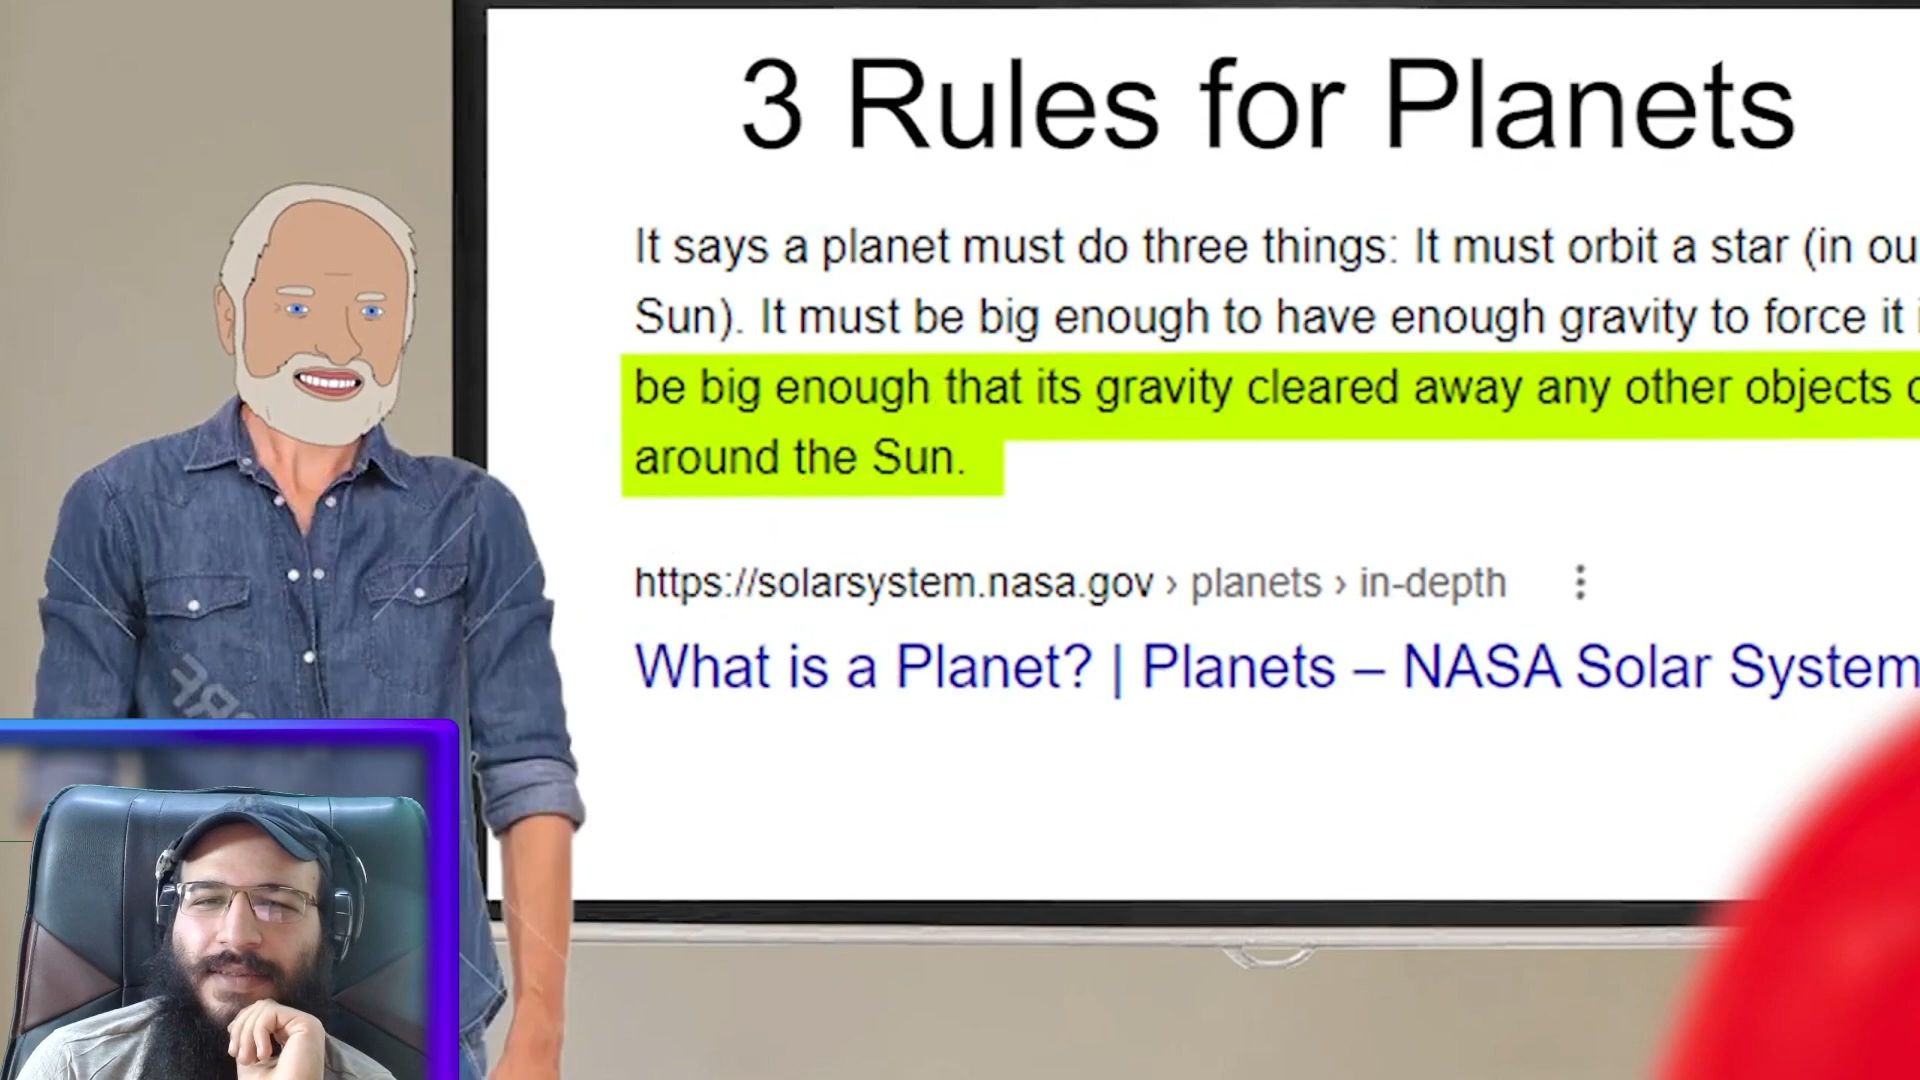 3 Rules for Planets
It says a planet must do three things: It must orbit a star (in ou
Sun). It must be big enough to have enough gravity to force it i
be big enough that its gravity cleared away any other objects o
around the Sun.
https://solarsystem.nasa.gov › planets › in-depth
What is a Planet? | Planets – NASA Solar System